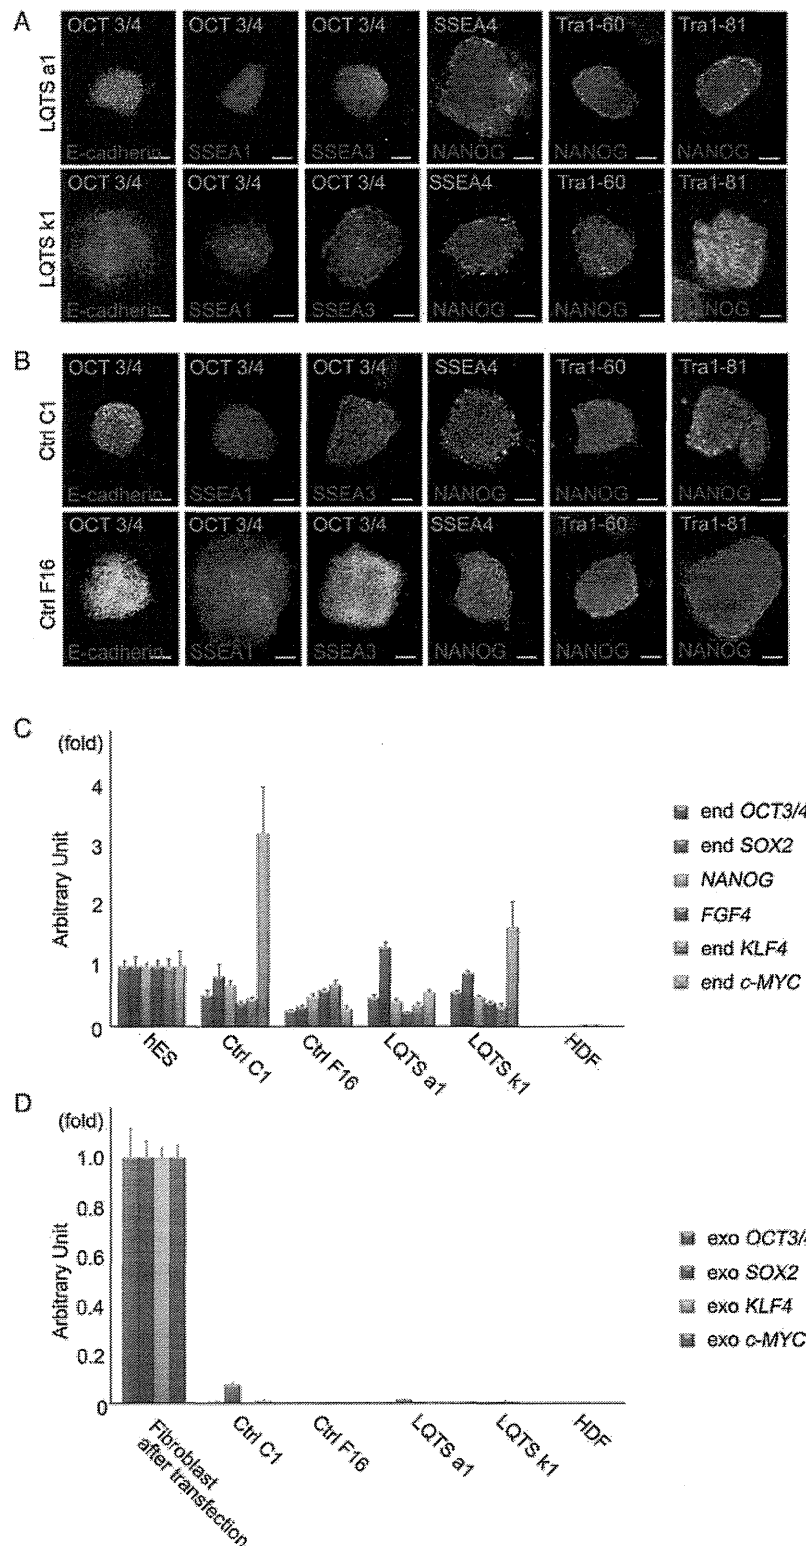 A
OCT 3/4 OCT 3/4 OCT 3/4 SSEA4 Tra1-60 Tra1-81
LQTS a1
E-cadherin SSEA1 SSEA3 NANOG NANOG NANOG
OCT 3/4 OCT 3/4 OCT 3/4 SSEA4 Tra1-60 Tra1-81
LQTS k1
E-cadherin SSEA1 SSEA3 NANOG NANOG NANOG
B
OCT 3/4 OCT 3/4 OCT 3/4 SSEA4 Tra1-60 Tra1-81
Ctrl C1
E-cadherin SSEA1 SSEA3 NANOG NANOG NANOG
OCT 3/4 OCT 3/4 OCT 3/4 SSEA4 Tra1-60 Tra1-81
Ctrl F16
E-cadherin SSEA1 SSEA3 NANOG NANOG NANOG
C
(fold)
4
3
2
1
0
Arbitrary Unit
end OCT3/4
end SOX2
NANOG
FGF4
end KLF4
end c-MYC
hES Ctrl C1 Ctrl F16 LQTS a1 LQTS k1 HDF
D
(fold)
1.0
0.8
0.6
0.4
0.2
0
Arbitrary Unit
exo OCT3/4
exo SOX2
exo KLF4
exo c-MYC
Fibroblast
after transfection
Ctrl C1 Ctrl F16 LQTS a1 LQTS k1 HDF